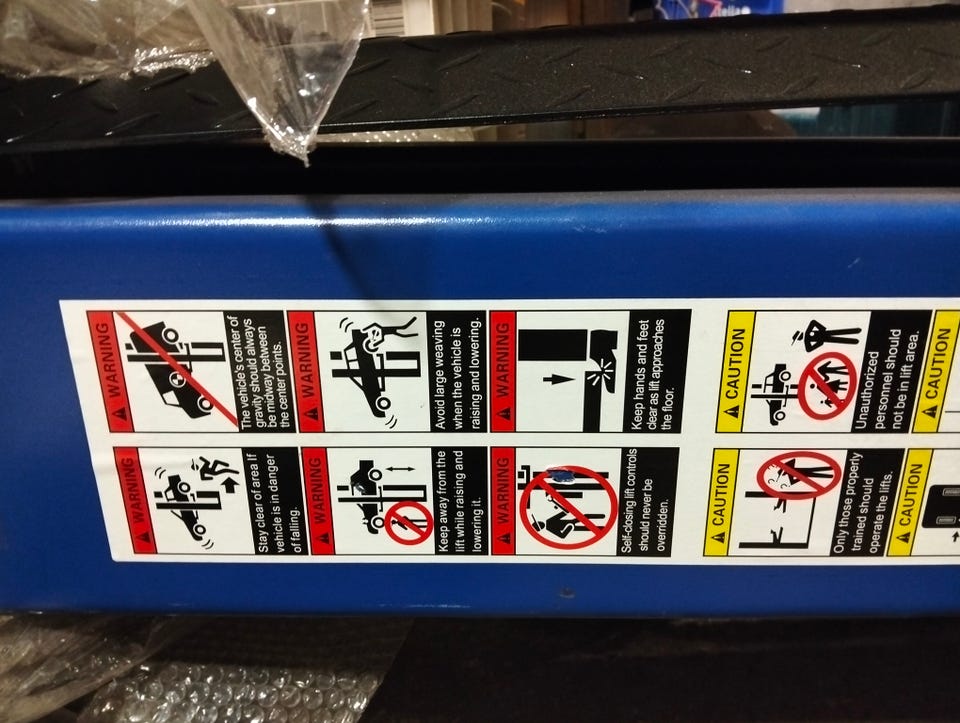 WARNING
Stay clear of area If
vehicle is in danger
of falling.
WARNING
The vehicle's center of
gravity should always
be midway between
the center points.
WARNING
Keep away from the
lift while raising and
lowering it.
WARNING
Avoid large weaving
when the vehicle is
raising and lowering.
WARNING
Self-closing lift controls
should never be
overridden.
WARNING
Keep hands and feet
clear as lift approaches
the floor.
CAUTION
Only those properly
trained should
operate the lifts.
CAUTION
Unauthorized
personnel should
not be in lift area.
CAUTION
CAUTION